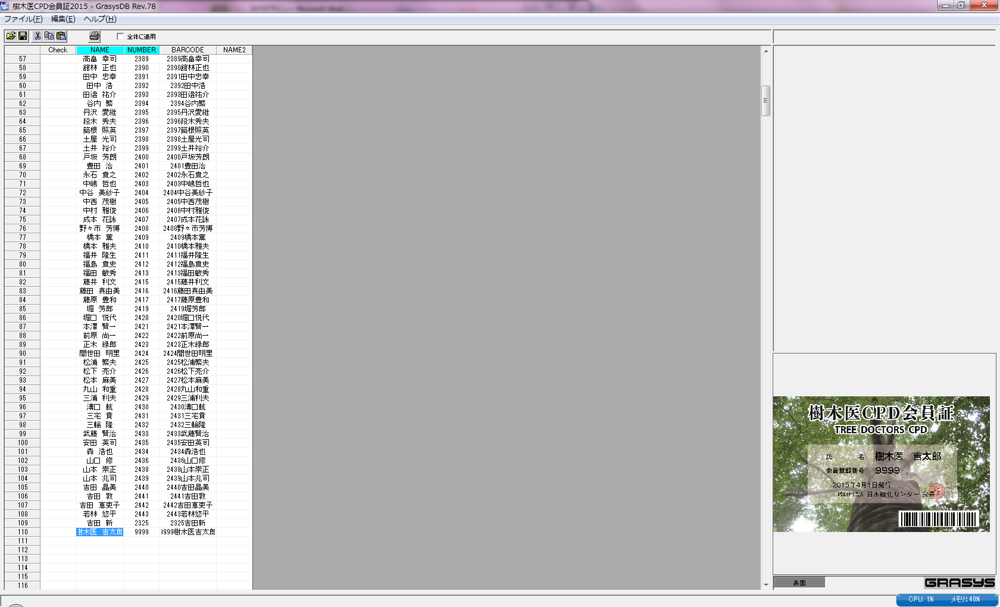 樹木医CPD会員証2015 - GrasysDB Rev.78
ファイル(F) 編集(E) ヘルプ(H)
全体に適用
Check NAME NUMBER BARCODE NAME2
57 高畠 幸司 2389 2389高畠幸司
58 舘林 正也 2390 2390舘林正也
59 田中 忠幸 2391 2391田中忠幸
60 田中 浩 2392 2392田中浩
61 田邉 祐介 2393 2393田邉祐介
62 谷内 繁 2394 2394谷内繁
63 丹沢 愛維 2395 2395丹沢愛維
64 段木 秀夫 2396 2396段木秀夫
65 築根 照英 2397 2397築根照英
66 土屋 光司 2398 2398土屋光司
67 土井 裕介 2399 2399土井裕介
68 戸坂 芳朗 2400 2400戸坂芳朗
69 豊田 治 2401 2401豊田治
70 永石 貴之 2402 2402永石貴之
71 中嶋 哲也 2403 2403中嶋哲也
72 中谷 美紗子 2404 2404中谷美紗子
73 中西 茂樹 2405 2405中西茂樹
74 中村 雅俊 2406 2406中村雅俊
75 成本 花詠 2407 2407成本花詠
76 野々市 芳博 2408 2408野々市芳博
77 橋本 薫 2409 2409橋本薫
78 橋本 雅夫 2410 2410橋本雅夫
79 福井 隆生 2411 2411福井隆生
80 福島 貴史 2412 2412福島貴史
81 福田 敏秀 2413 2413福田敏秀
82 藤井 利文 2415 2415藤井利文
83 藤田 真由美 2416 2416藤田真由美
84 藤原 豊和 2417 2417藤原豊和
85 堀 芳郎 2419 2419堀芳郎
86 堀口 悦代 2420 2420堀口悦代
87 本澤 賢一 2421 2421本澤賢一
88 前原 尚一 2422 2422前原尚一
89 正木 緑郎 2423 2423正木緑郎
90 間世田 明里 2424 2424間世田明里
91 松浦 繁夫 2425 2425松浦繁夫
92 松下 亮介 2426 2426松下亮介
93 松本 麻美 2427 2427松本麻美
94 丸山 和重 2428 2428丸山和重
95 三浦 利夫 2429 2429三浦利夫
96 溝口 航 2430 2430溝口航
97 三宅 貢 2431 2431三宅貢
98 三輪 隆 2432 2432三輪隆
99 武藤 賢治 2433 2433武藤賢治
100 安田 英司 2435 2435安田英司
101 森 浩也 2434 2434森浩也
102 山口 修 2436 2436山口修
103 山本 崇正 2438 2438山本崇正
104 山本 兆司 2439 2439山本兆司
105 吉田 晶美 2440 2440吉田晶美
106 吉田 敦 2441 2441吉田敦
107 吉田 恵吏子 2442 2442吉田恵吏子
108 若林 悠平 2443 2443若林悠平
109 吉田 新 2325 2325吉田新
110 樹木医 吉太郎 9999 9999樹木医吉太郎
111
112
113
114
115
116
樹木医CPD会員証
TREE DOCTORS CPD
氏 名 樹木医 吉太郎
会員登録番号 9999
2015年4月1日発行
一般財団法人 日本緑化センター 会長
表面
GRASYS
CPU: 1% メモリ: 40%